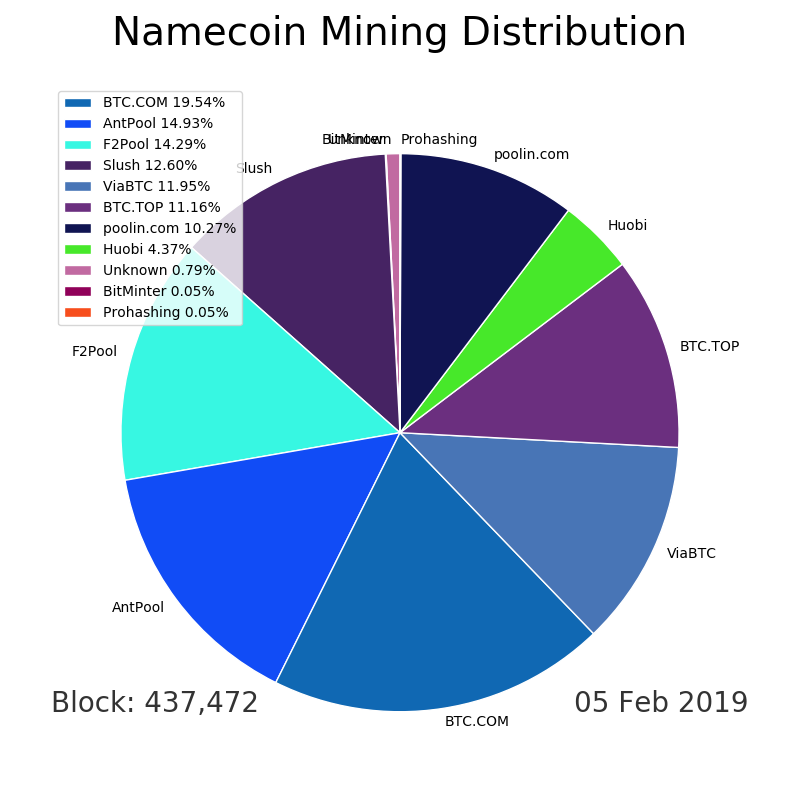 Namecoin Mining Distribution
BTC.COM 19.54%
AntPool 14.93%
F2Pool 14.29%
Slush 12.60%
ViaBTC 11.95%
BTC.TOP 11.16%
poolin.com 10.27%
Huobi 4.37%
Unknown 0.79%
BitMinter 0.05%
Prohashing 0.05%
BitMinter
Unknown
Prohashing
poolin.com
Slush
Huobi
BTC.TOP
F2Pool
ViaBTC
AntPool
BTC.COM
Block: 437,472
05 Feb 2019